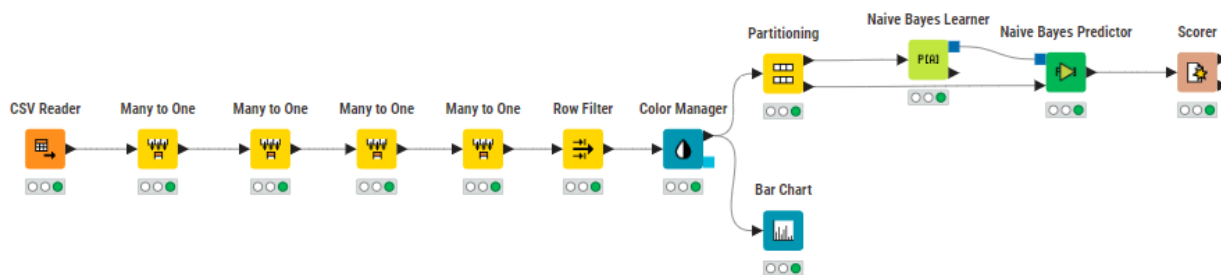 Naive Bayes Learner
Partitioning
Naive Bayes Predictor
Scorer
P[A]
CSV Reader
Many to One
Many to One
Many to One
Many to One
Row Filter
Color Manager
Bar Chart